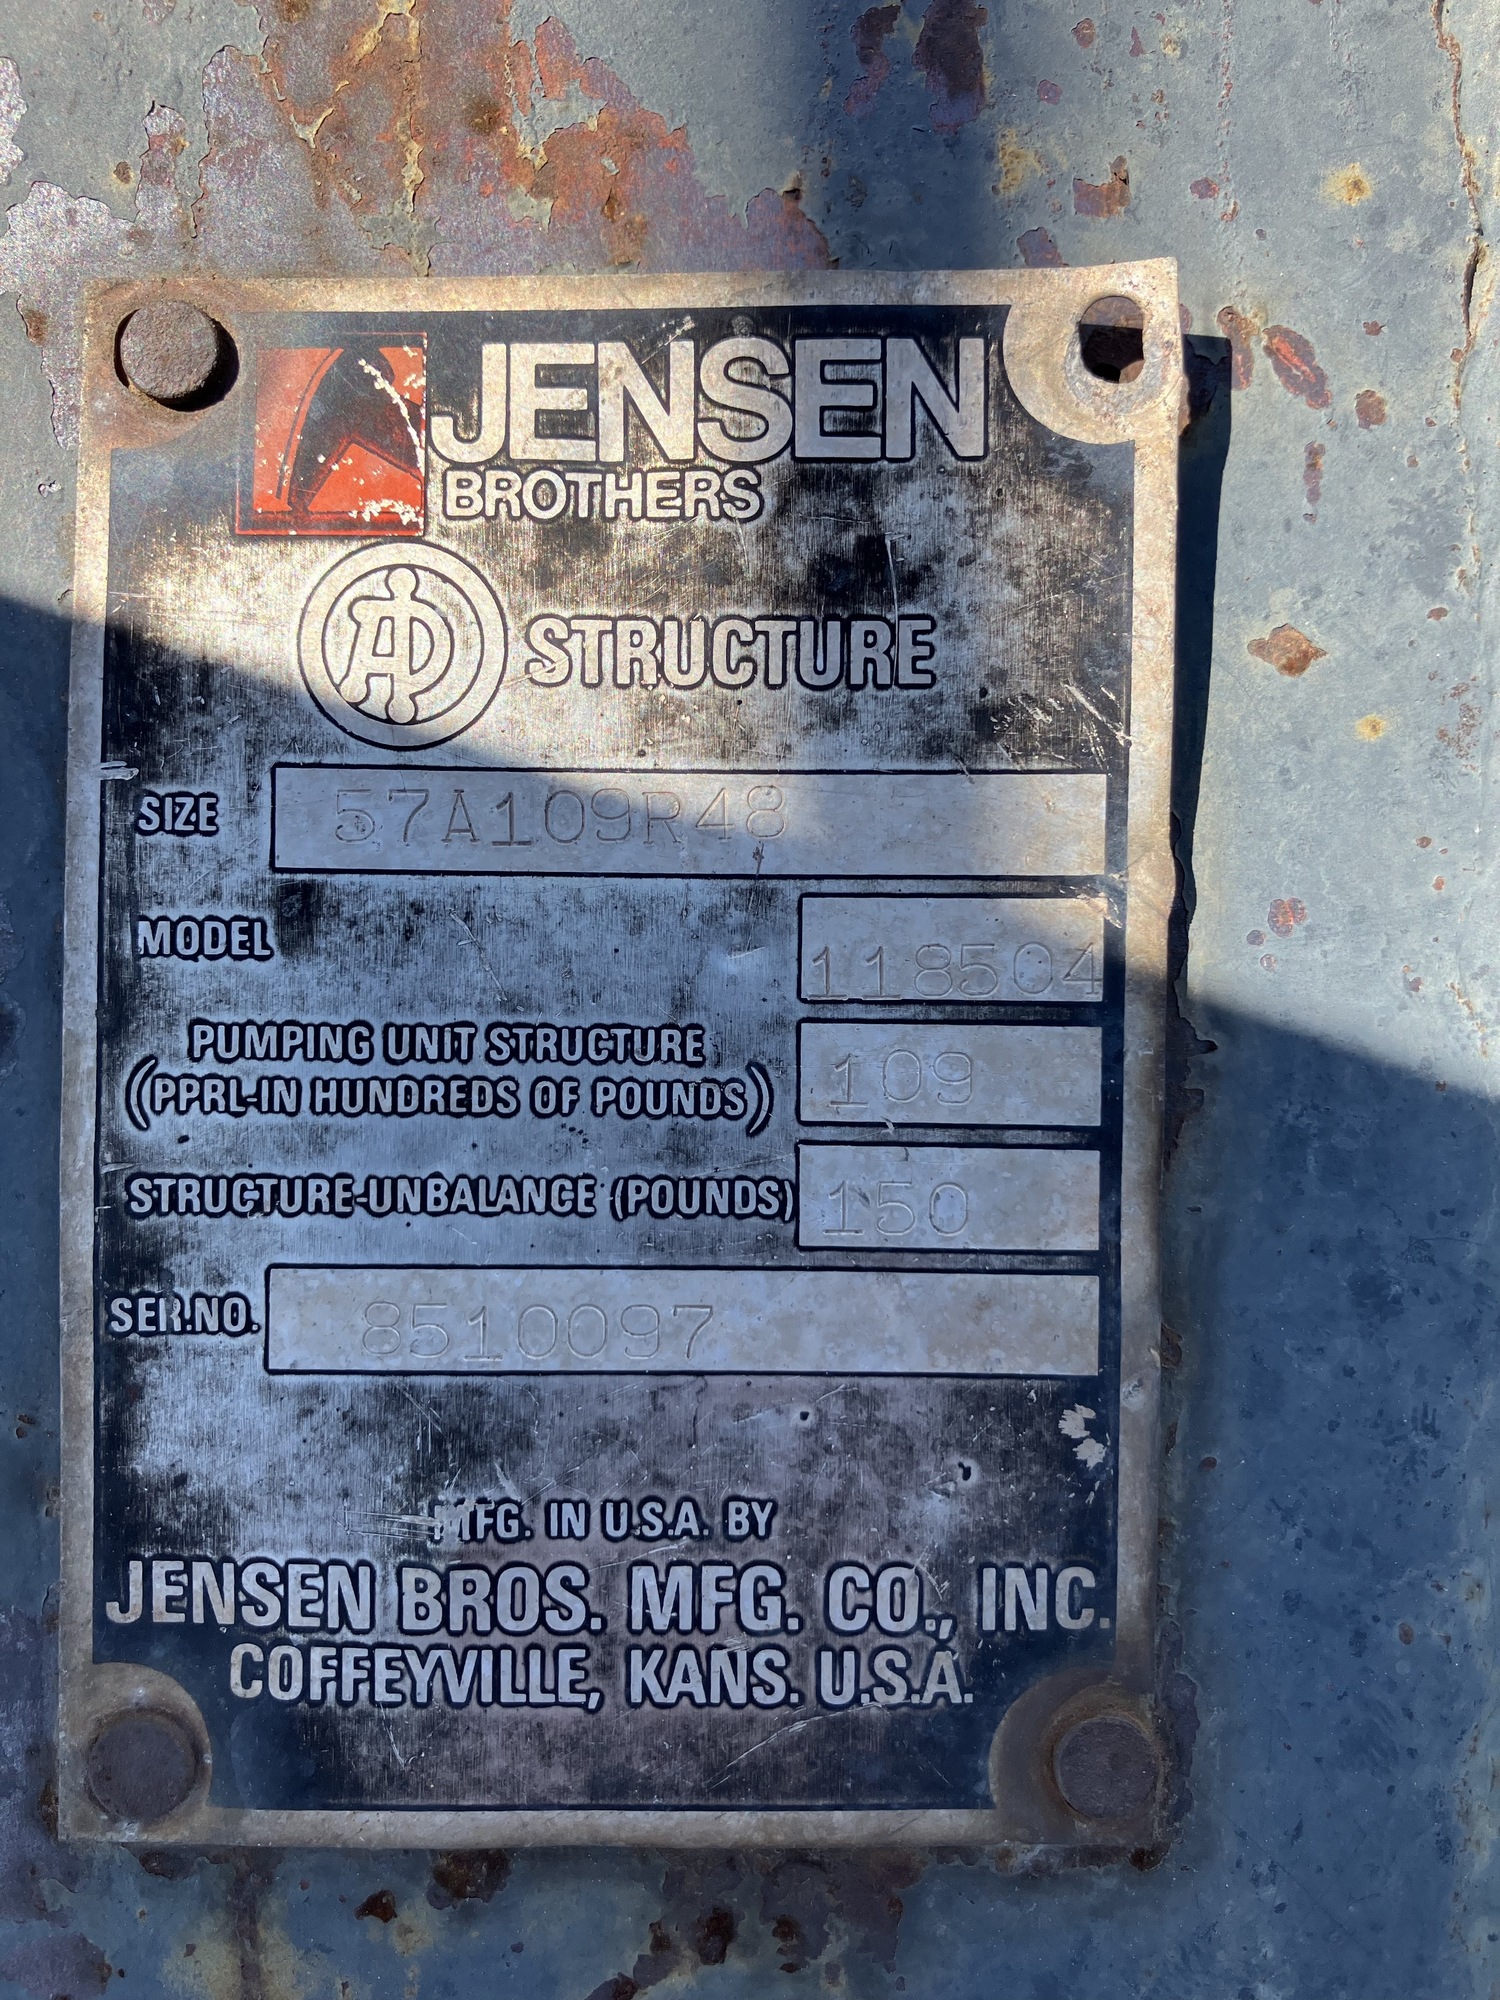 JENSEN
BROTHERS
API STRUCTURE
SIZE 57A109R48
MODEL 118504
PUMPING UNIT STRUCTURE
(PPRL-IN HUNDREDS OF POUNDS) 109
STRUCTURE-UNBALANCE (POUNDS) 150
SER.NO. 8510097
MFG. IN U.S.A. BY
JENSEN BROS. MFG. CO., INC.
COFFEYVILLE, KANS. U.S.A.